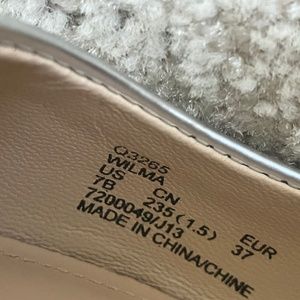 Q3265
WILMA
US CN EUR
7B 235(1.5) 37
7200049/J13
MADE IN CHINA/CHINE